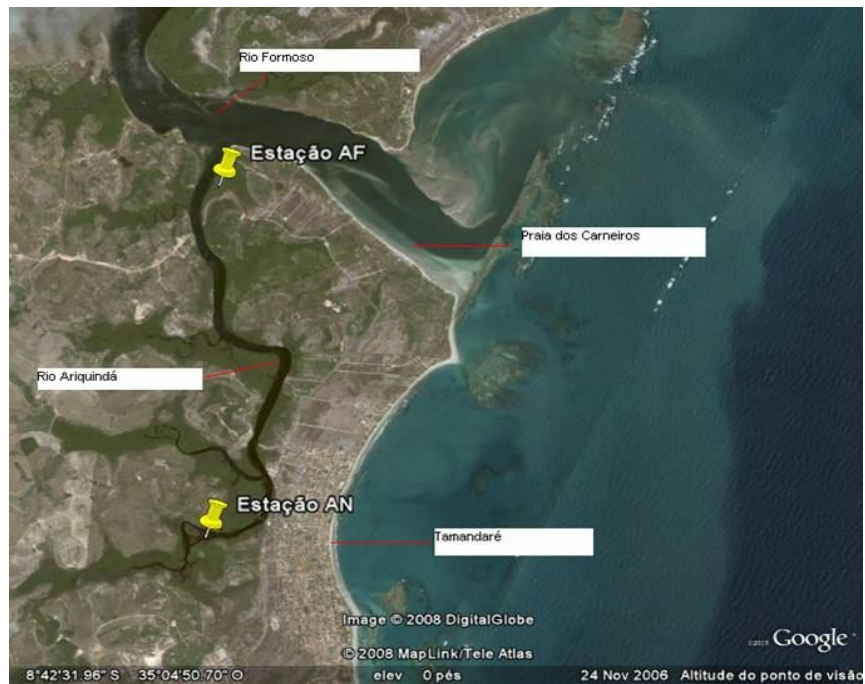 Rio Formoso
Estação AF
Praia dos Carneiros
Rio Ariquindá
Estação AN
Tamandaré
Image © 2008 DigitalGlobe
© 2008 MapLink/Tele Atlas
©2008 Google
8°42'31.96" S 35°04'50.70" O elev 0 pés 24 Nov 2006 Altitude do ponto de visão